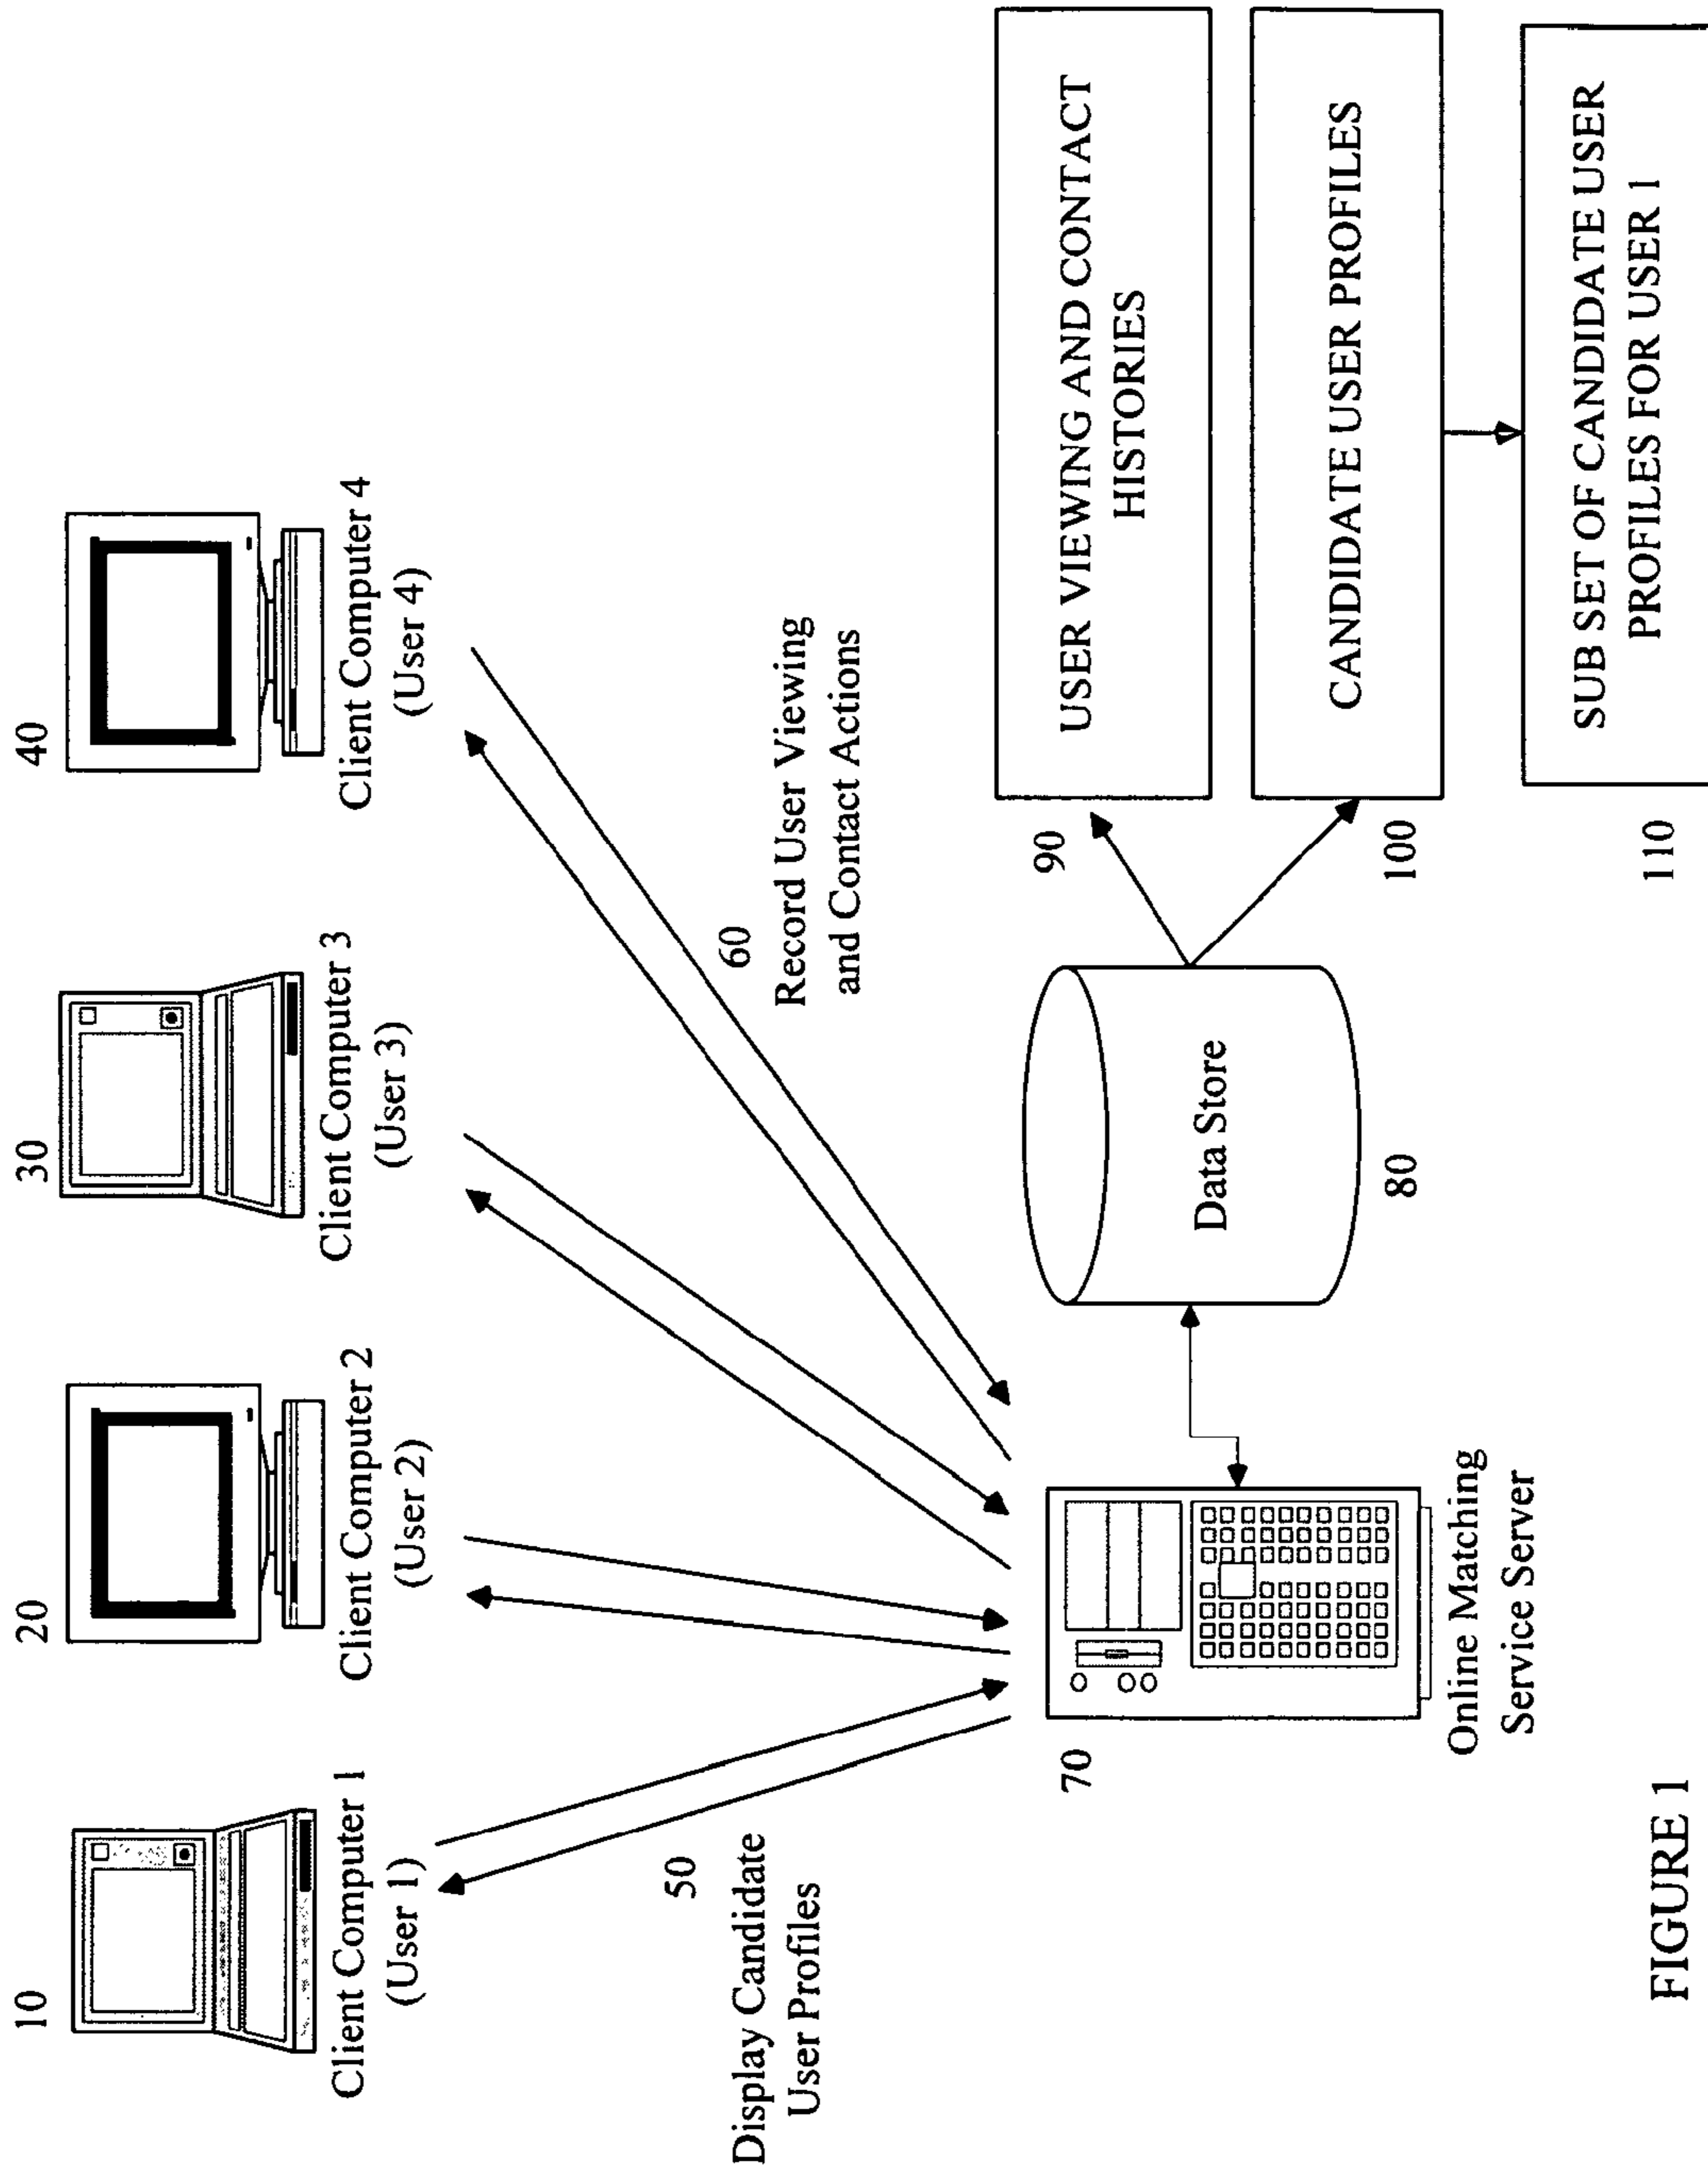 10
20
30
40
Client Computer 1
(User 1)
Client Computer 2
(User 2)
Client Computer 3
(User 3)
Client Computer 4
(User 4)
50
Display Candidate
User Profiles
60
Record User Viewing
and Contact Actions
70
Online Matching
Service Server
Data Store
80
90
USER VIEWING AND CONTACT
HISTORIES
100
CANDIDATE USER PROFILES
110
SUB SET OF CANDIDATE USER
PROFILES FOR USER 1
FIGURE 1